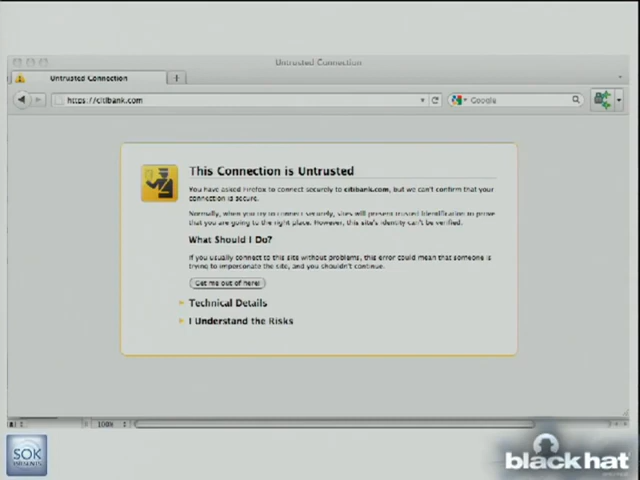 Untrusted Connection
Untrusted Connection
https://citibank.com
Google
This Connection is Untrusted
You have asked Firefox to connect securely to citibank.com, but we can't confirm that your
connection is secure.
Normally, when you try to connect securely, sites will present trusted identification to prove
that you are going to the right place. However, this site's identity can't be verified.
What Should I Do?
If you usually connect to this site without problems, this error could mean that someone is
trying to impersonate the site, and you shouldn't continue.
Get me out of here!
Technical Details
I Understand the Risks
100%
SOK
PRESENTS
black hat